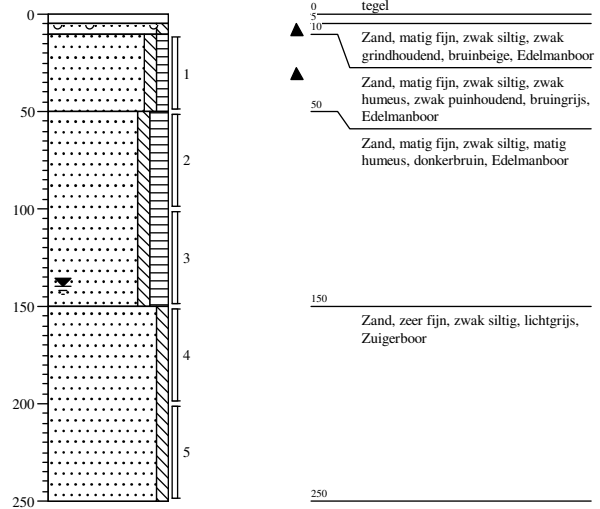 0
50
100
150
200
250
1
2
3
4
5
0
tegel
5
10
Zand, matig fijn, zwak siltig, zwak
grindhoudend, bruinbeige, Edelmanboor
Zand, matig fijn, zwak siltig, zwak
humeus, zwak puinhoudend, bruingrijs,
Edelmanboor
50
Zand, matig fijn, zwak siltig, matig
humeus, donkerbruin, Edelmanboor
150
Zand, zeer fijn, zwak siltig, lichtgrijs,
Zuigerboor
250